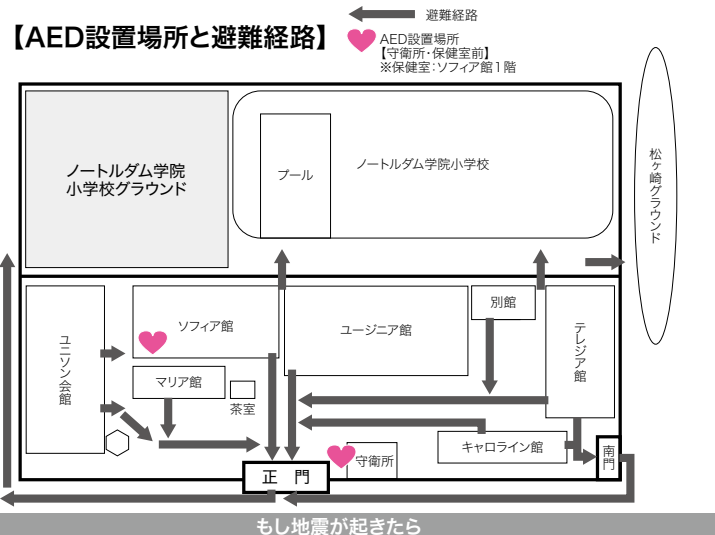 【AED設置場所と避難経路】
避難経路
AED設置場所
【守衛所・保健室前】
※保健室：ソフィア館1階
ノートルダム学院
小学校グラウンド
プール
ノートルダム学院小学校
松ヶ崎グラウンド
ユニソン会館
ソフィア館
ユージニア館
別館
テレジア館
マリア館
茶室
キャロライン館
守衛所
南門
正 門
もし地震が起きたら